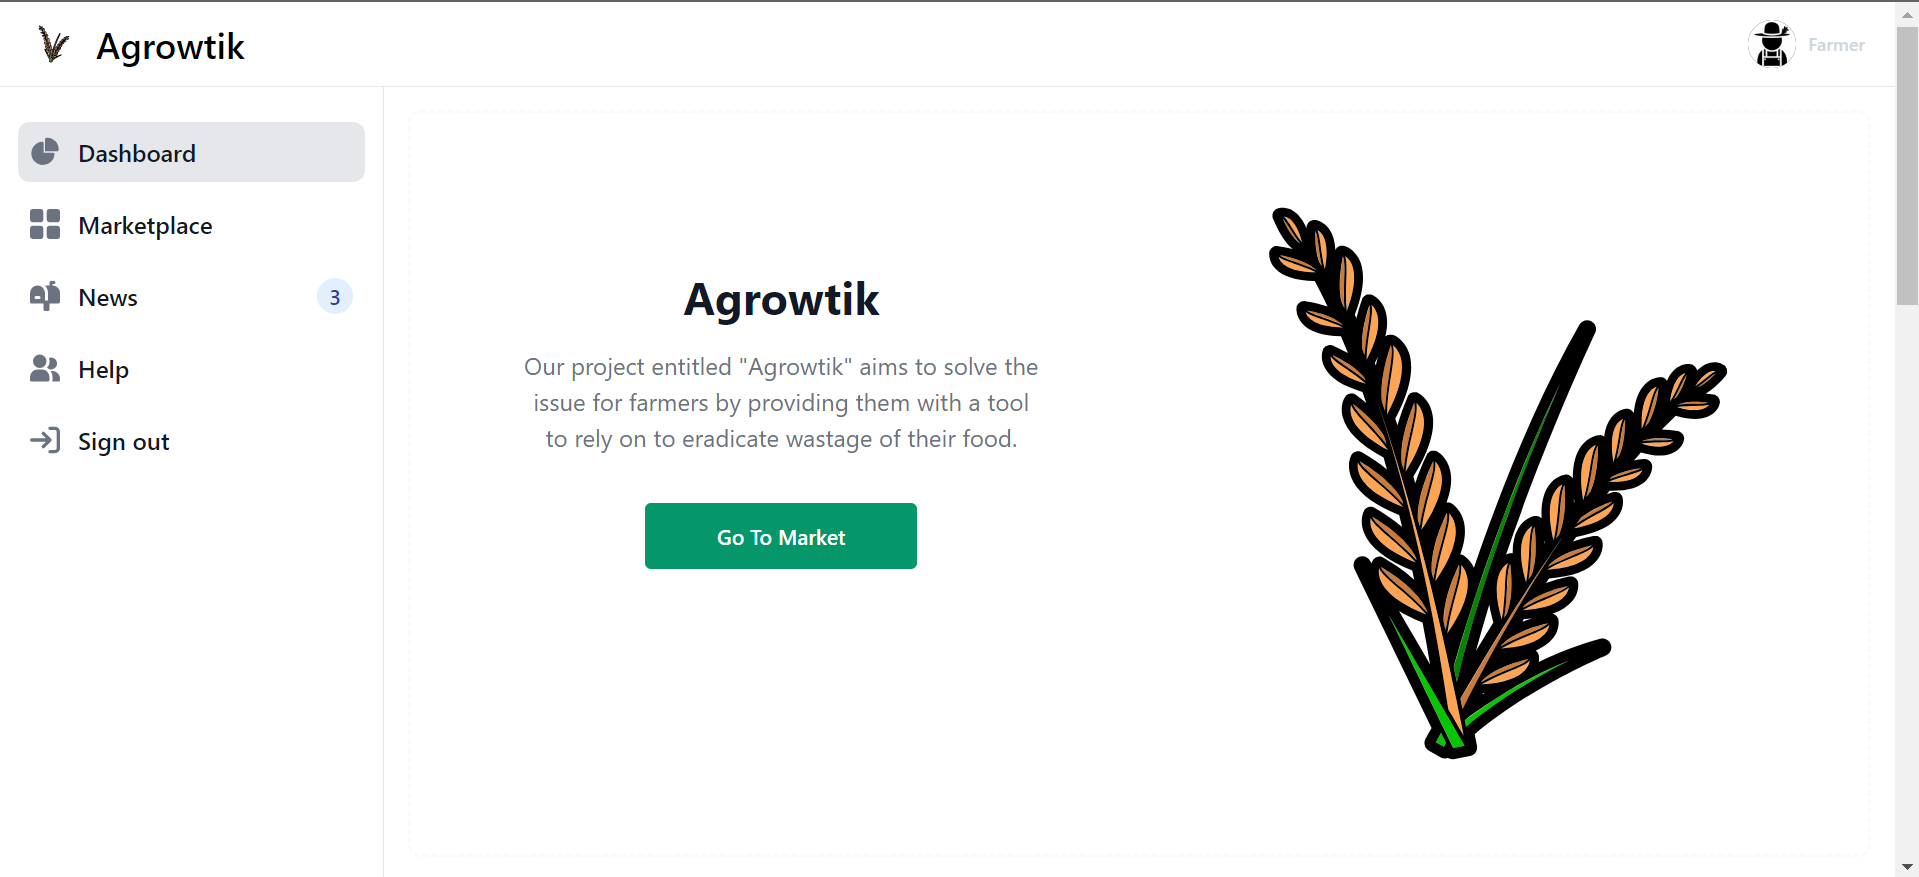 Agrowtik
Farmer
Dashboard
Marketplace
News
3
Help
Sign out
Agrowtik
Our project entitled "Agrowtik" aims to solve the
issue for farmers by providing them with a tool
to rely on to eradicate wastage of their food.
Go To Market